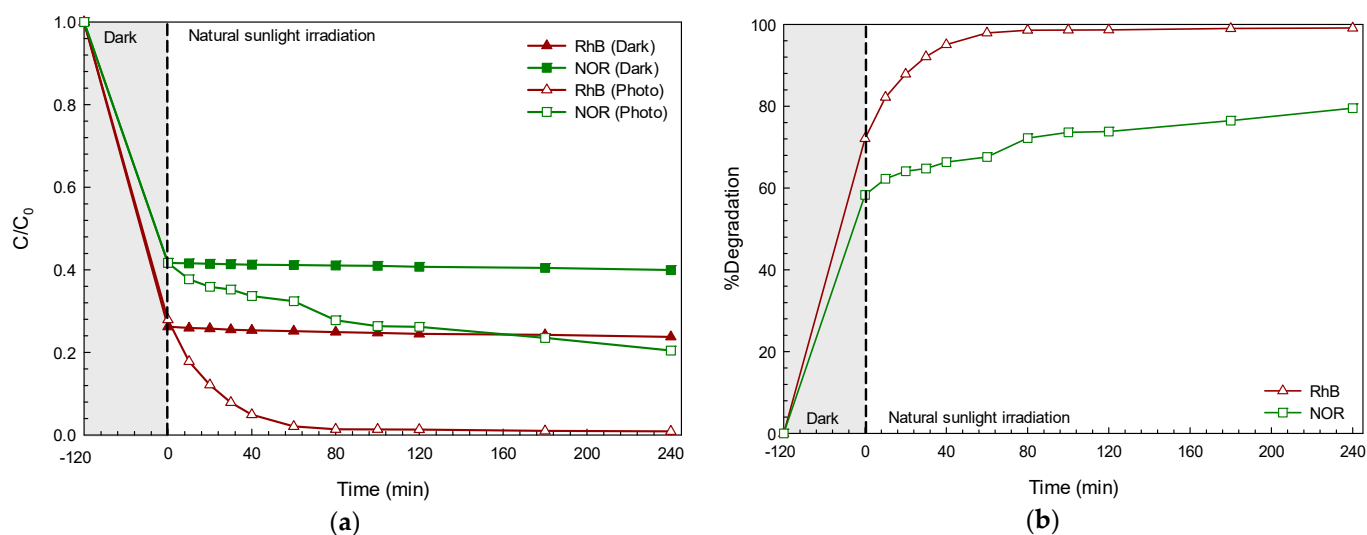 1.0
0.8
0.6
0.4
0.2
0.0
C/C0
Dark
Natural sunlight irradiation
RhB (Dark)
NOR (Dark)
RhB (Photo)
NOR (Photo)
-120 0 40 80 120 160 200 240
Time (min)
(a)
100
80
60
40
20
0
%Degradation
RhB
NOR
Dark
Natural sunlight irradiation
-120 0 40 80 120 160 200 240
Time (min)
(b)